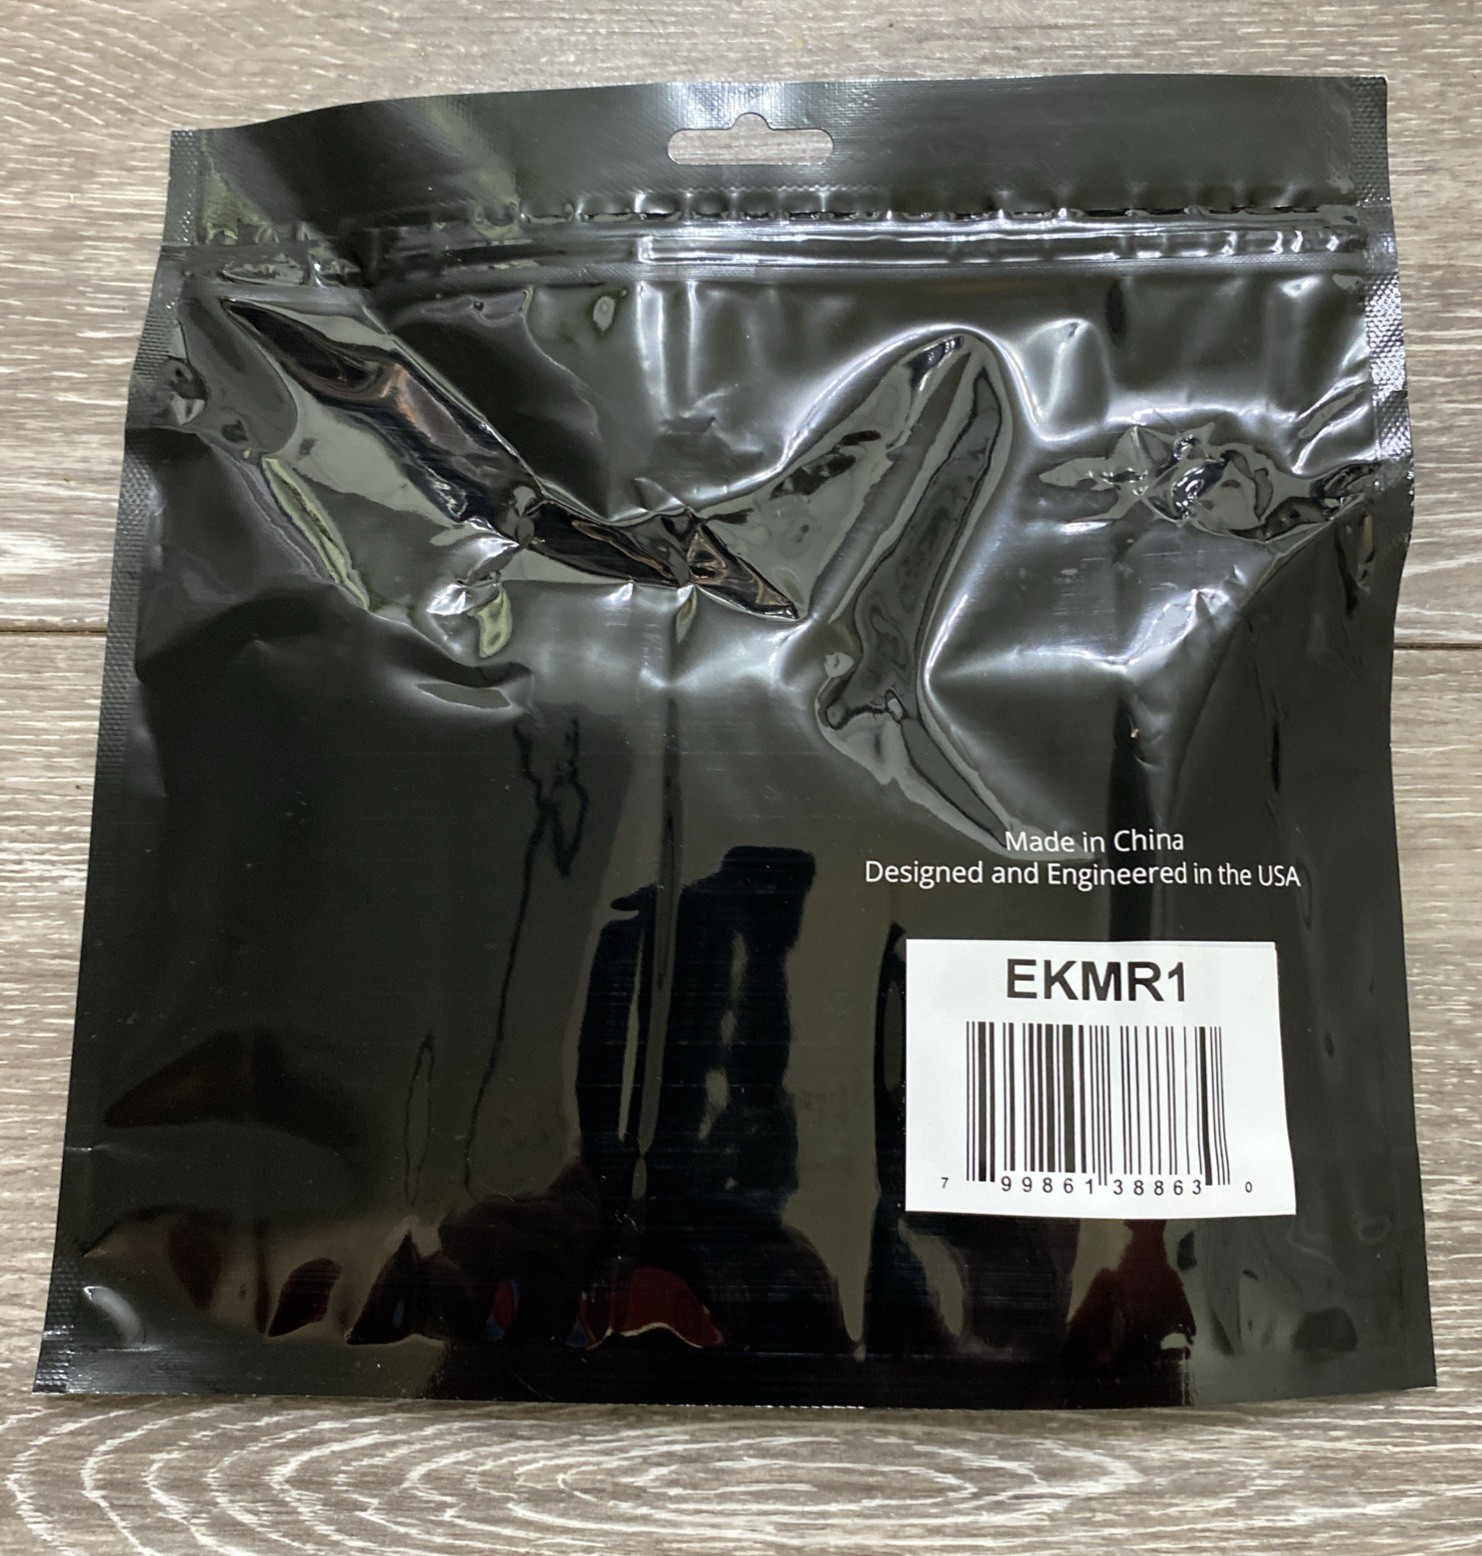 Made in China
Designed and Engineered in the USA
EKMR1
7 99861 38863 0